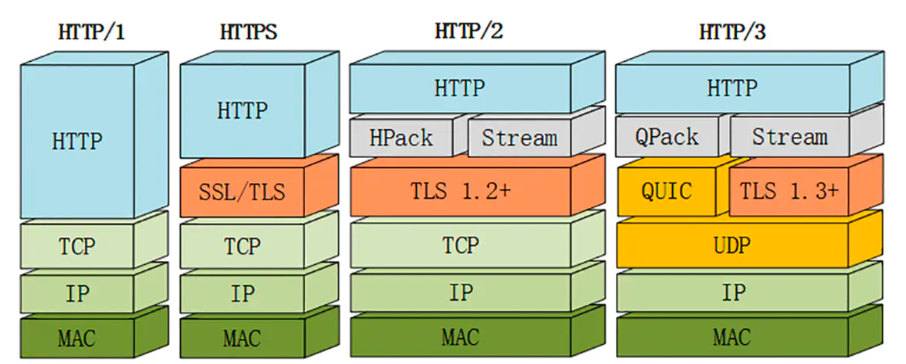 HTTP/1
HTTPS
HTTP/2
HTTP/3
HTTP
HTTP
HTTP
HTTP
HPack
Stream
QPack
Stream
SSL/TLS
TLS 1.2+
QUIC
TLS 1.3+
TCP
TCP
TCP
UDP
IP
IP
IP
IP
MAC
MAC
MAC
MAC